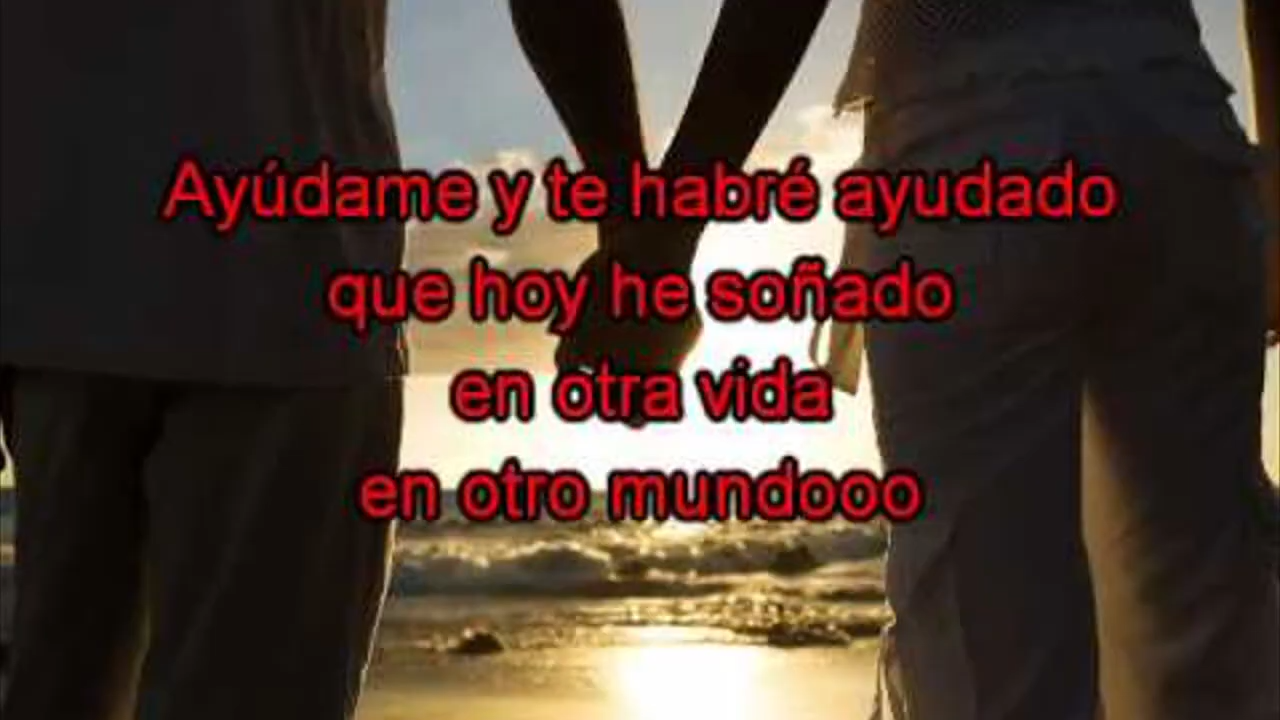 Ayúdame y te habré ayudado
que hoy he soñado
en otra vida
en otro mundooo